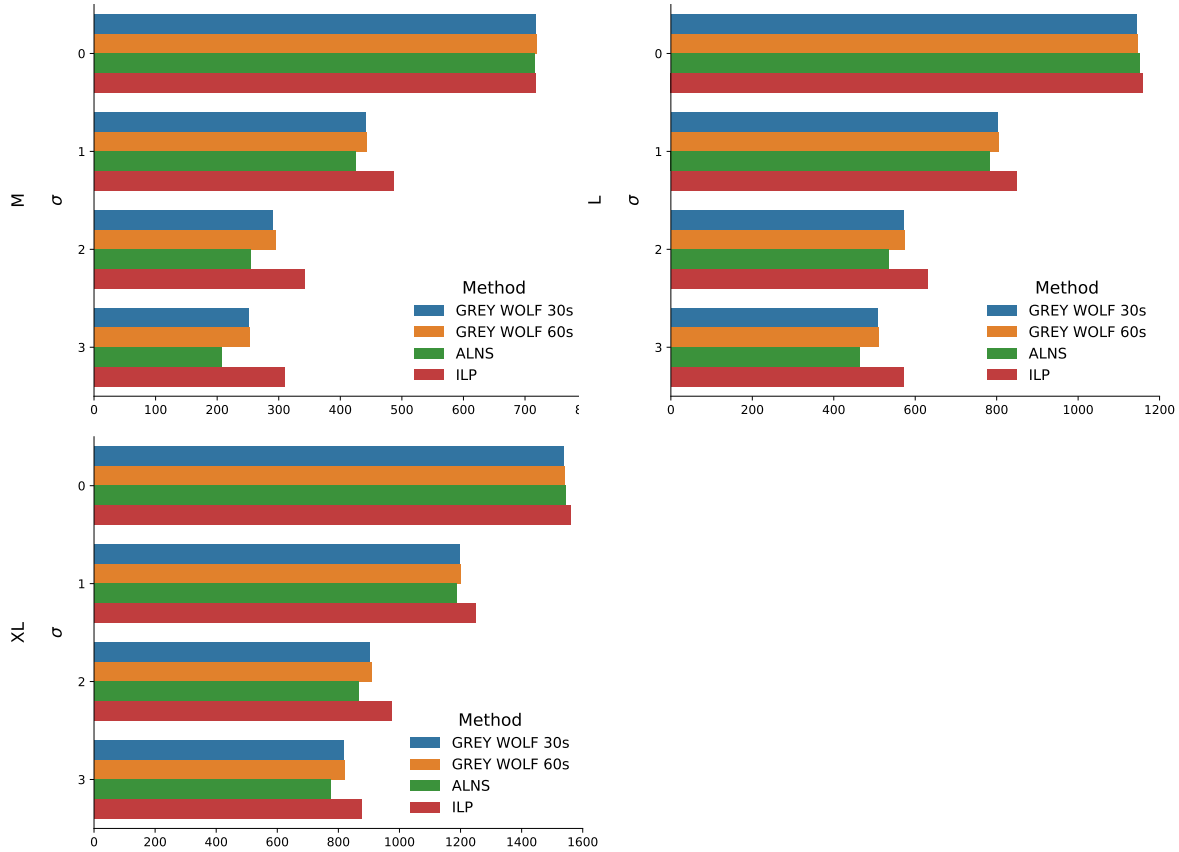 M
σ
0
1
2
3
Method
GREY WOLF 30s
GREY WOLF 60s
ALNS
ILP
0 100 200 300 400 500 600 700
L
σ
0
1
2
3
Method
GREY WOLF 30s
GREY WOLF 60s
ALNS
ILP
0 200 400 600 800 1000 1200
XL
σ
0
1
2
3
Method
GREY WOLF 30s
GREY WOLF 60s
ALNS
ILP
0 200 400 600 800 1000 1200 1400 1600